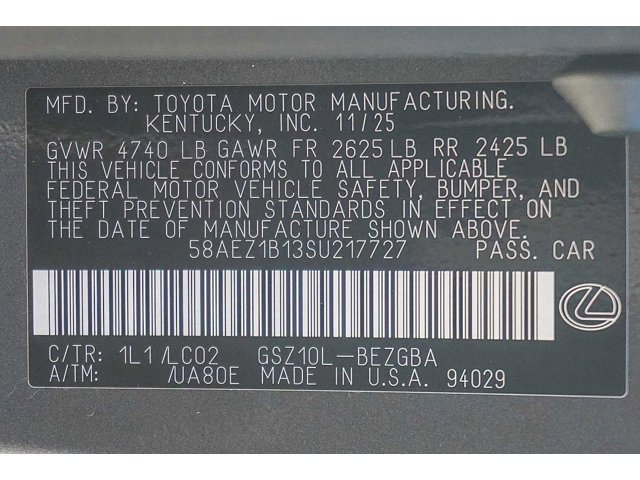 MFD. BY: TOYOTA MOTOR MANUFACTURING.
KENTUCKY, INC. 11/25
GVWR 4740 LB GAWR FR 2625 LB RR 2425 LB
THIS VEHICLE CONFORMS TO ALL APPLICABLE
FEDERAL MOTOR VEHICLE SAFETY, BUMPER, AND
THEFT PREVENTION STANDARDS IN EFFECT ON
THE DATE OF MANUFACTURE SHOWN ABOVE.
58AEZ1B13SU217727 PASS. CAR
C/TR: 1L1 /LC02 GSZ10L-BEZGBA
A/TM: /UA80E MADE IN U.S.A. 94029